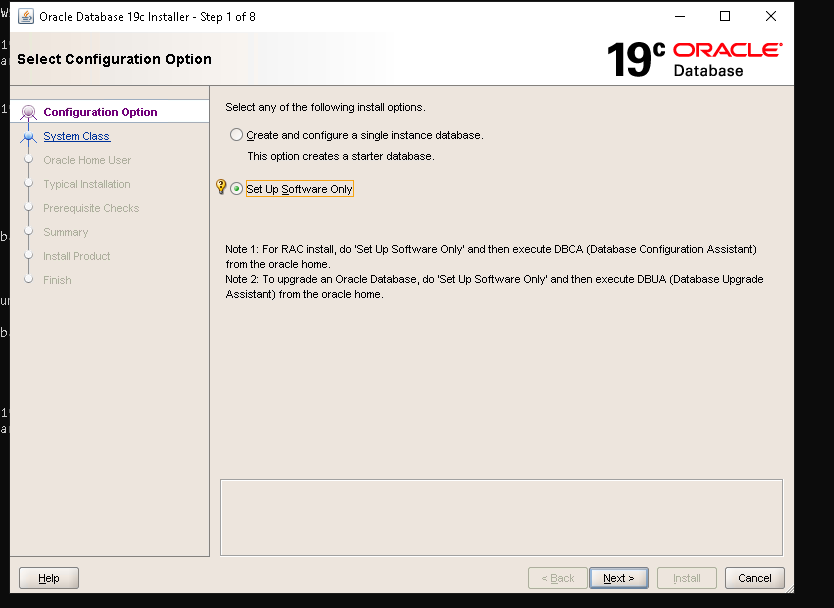 Oracle Database 19c Installer - Step 1 of 8
Select Configuration Option
19c ORACLE
Database
Configuration Option
System Class
Oracle Home User
Typical Installation
Prerequisite Checks
Summary
Install Product
Finish
Select any of the following install options.
Create and configure a single instance database.
This option creates a starter database.
Set Up Software Only
Note 1: For RAC install, do 'Set Up Software Only' and then execute DBCA (Database Configuration Assistant)
from the oracle home.
Note 2: To upgrade an Oracle Database, do 'Set Up Software Only' and then execute DBUA (Database Upgrade
Assistant) from the oracle home.
Help
< Back
Next >
Install
Cancel